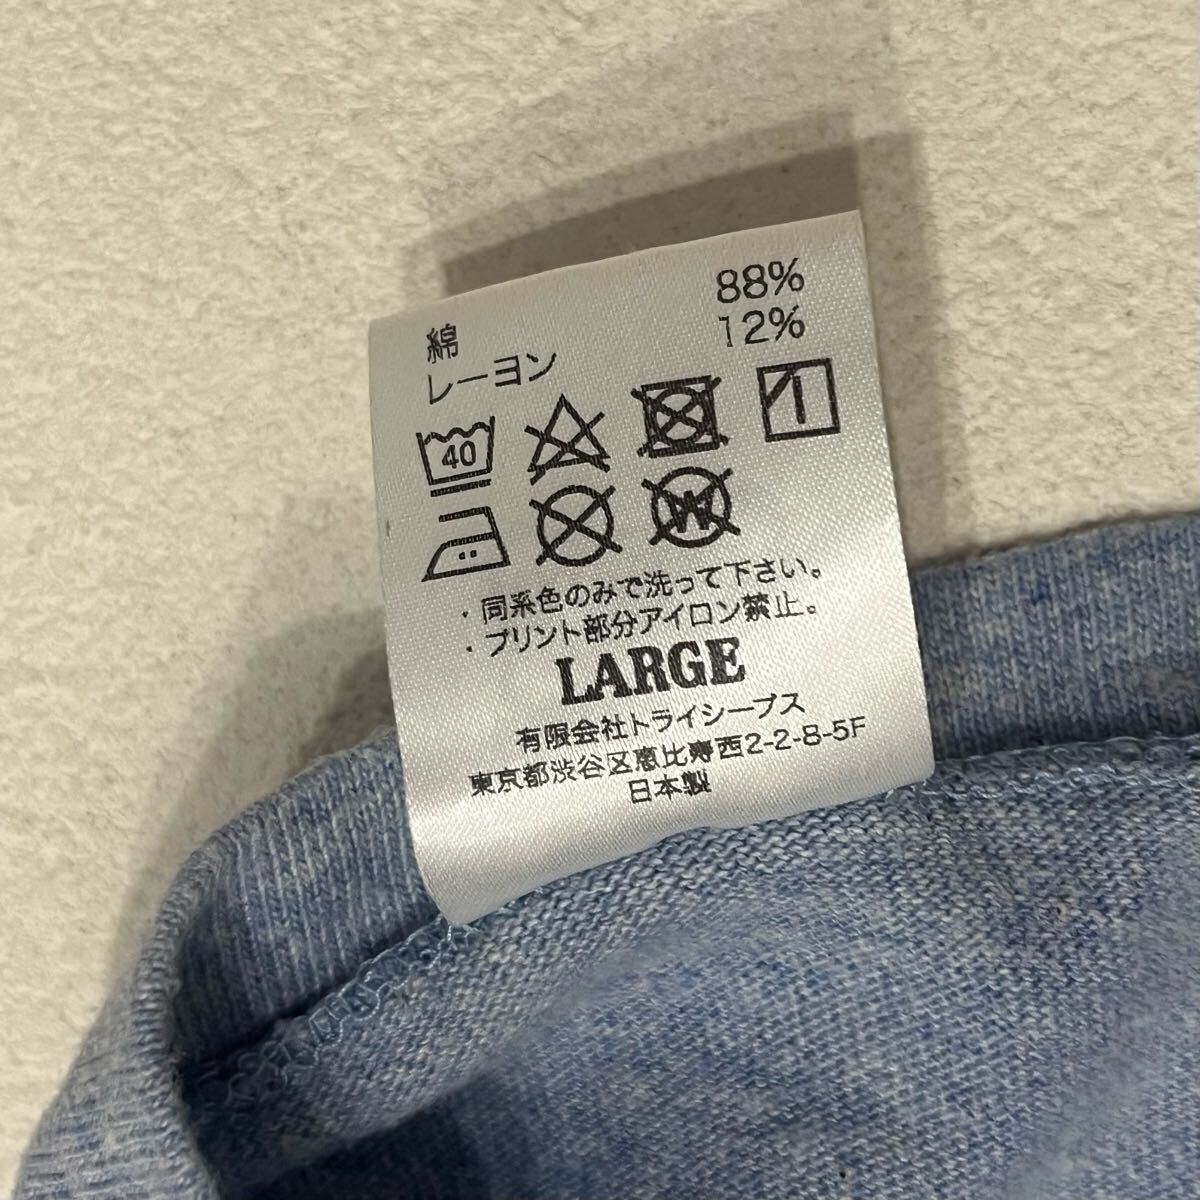 綿 88%
レーヨン 12%
40
W
・同系色のみで洗って下さい。
・プリント部分アイロン禁止。
LARGE
有限会社トライシープス
東京都渋谷区恵比寿西2-2-8-5F
日本製